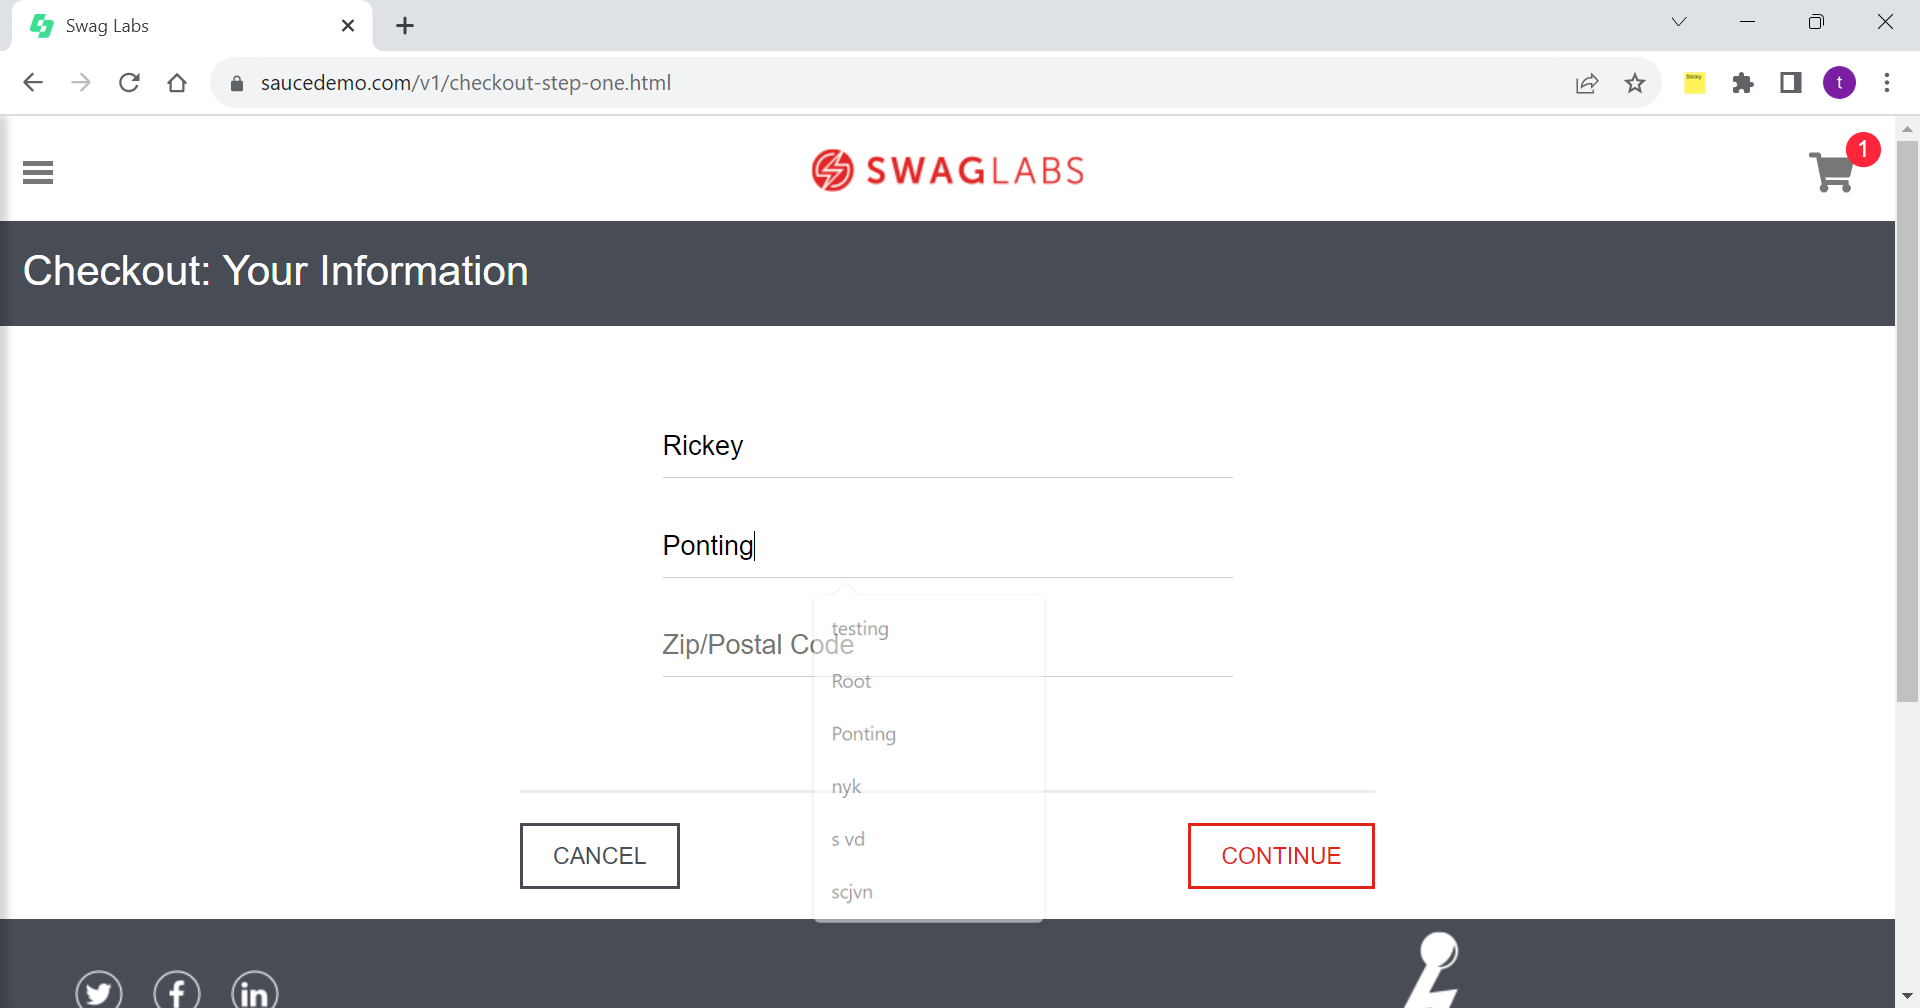 Swag Labs
saucedemo.com/v1/checkout-step-one.html
Sticky
t
SWAGLABS
1
Checkout: Your Information
Rickey
Ponting
testing
Zip/Postal Code
Root
Ponting
nyk
s vd
scjvn
CANCEL
CONTINUE